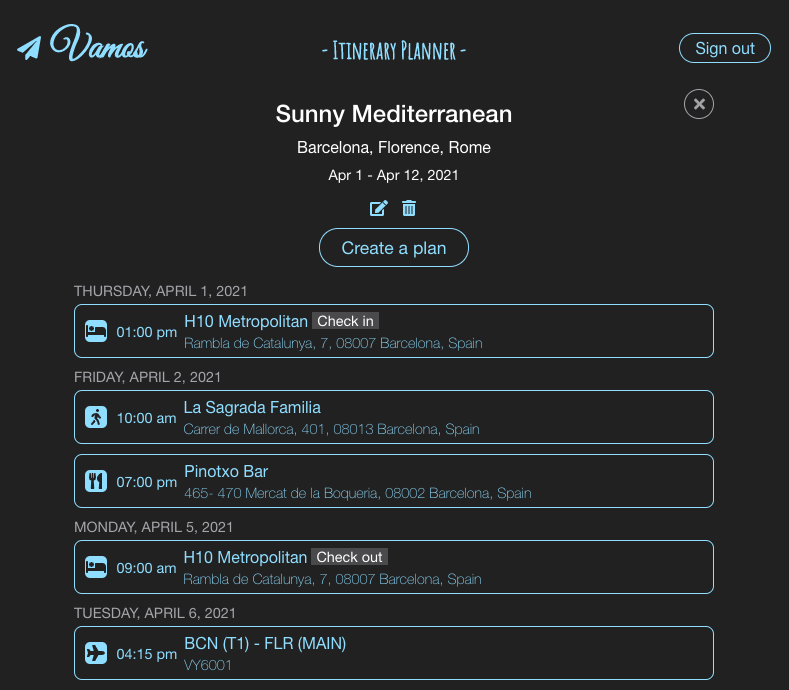 Vamos
- Itinerary Planner -
Sign out
Sunny Mediterranean
Barcelona, Florence, Rome
Apr 1 - Apr 12, 2021
Create a plan
THURSDAY, APRIL 1, 2021
01:00 pm H10 Metropolitan Check in
Rambla de Catalunya, 7, 08007 Barcelona, Spain
FRIDAY, APRIL 2, 2021
10:00 am La Sagrada Familia
Carrer de Mallorca, 401, 08013 Barcelona, Spain
07:00 pm Pinotxo Bar
465- 470 Mercat de la Boqueria, 08002 Barcelona, Spain
MONDAY, APRIL 5, 2021
09:00 am H10 Metropolitan Check out
Rambla de Catalunya, 7, 08007 Barcelona, Spain
TUESDAY, APRIL 6, 2021
04:15 pm BCN (T1) - FLR (MAIN)
VY6001